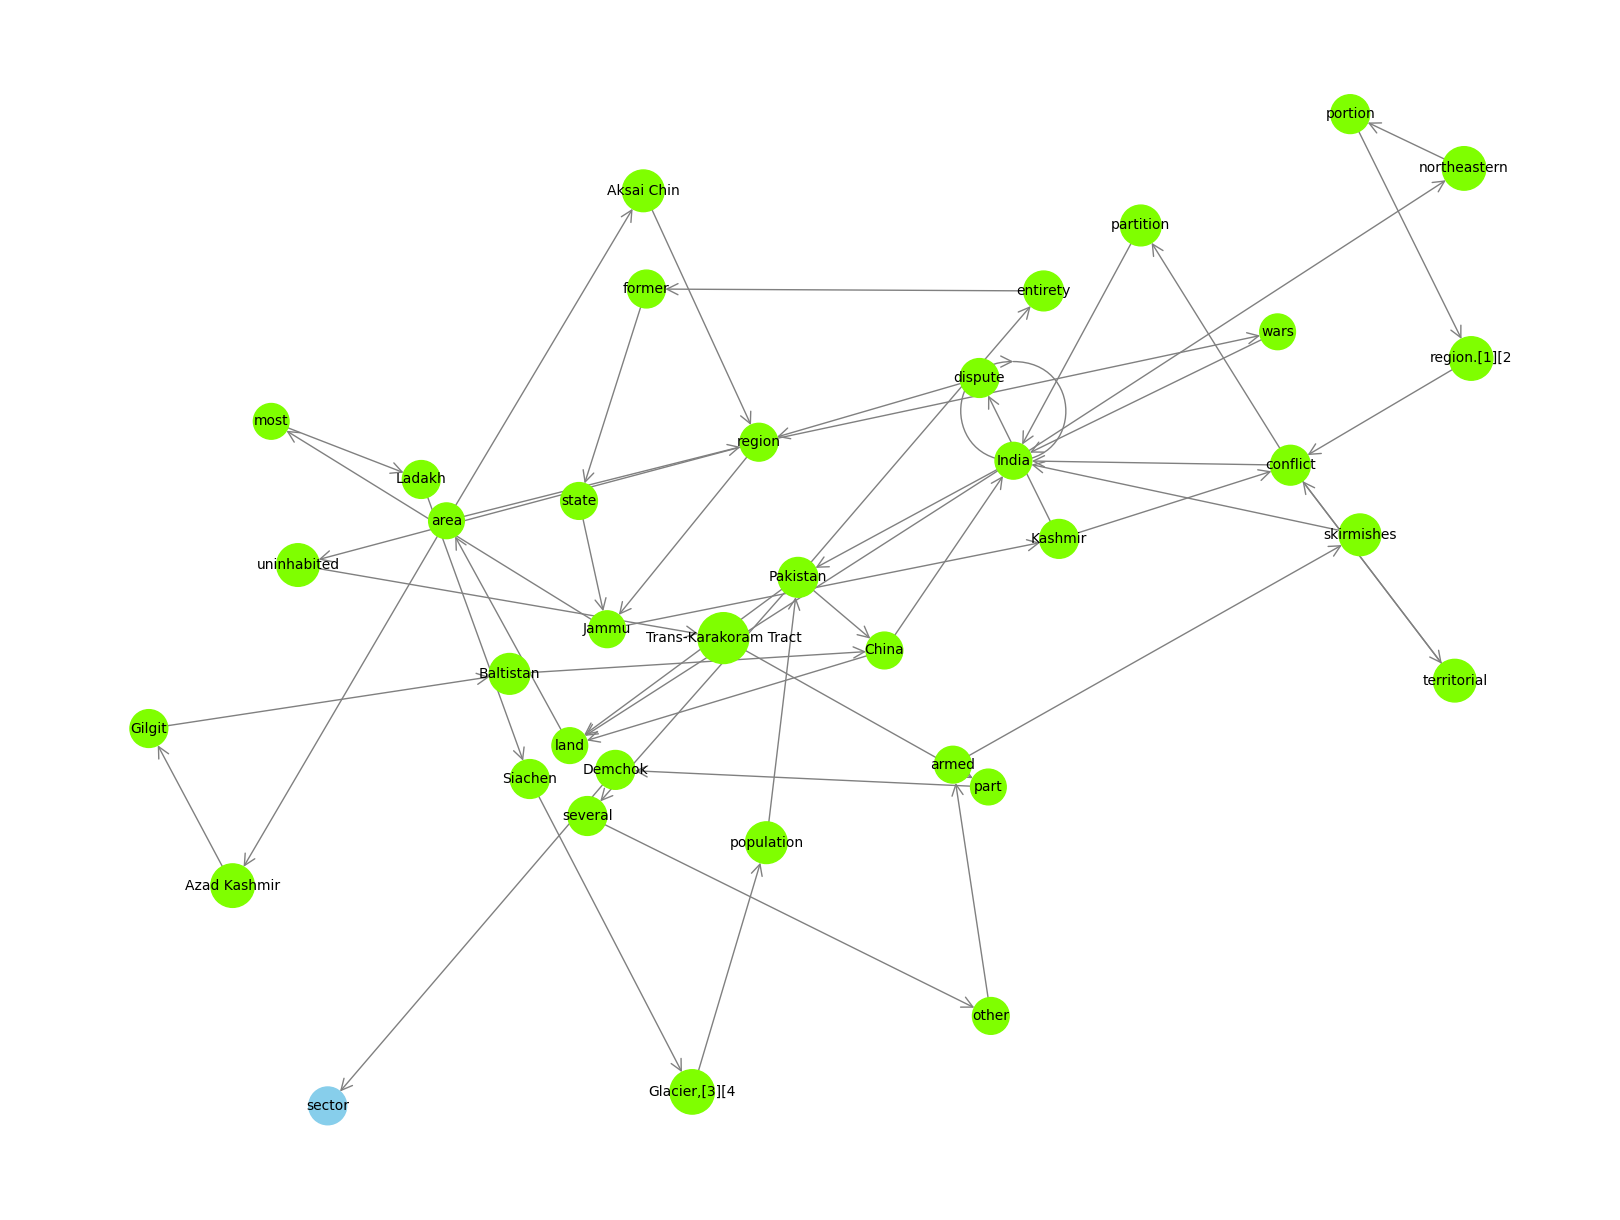 portion
northeastern
Aksai Chin
partition
former
entirety
wars
region.[1][2
dispute
most
region
India
conflict
Ladakh
state
area
skirmishes
Kashmir
uninhabited
Pakistan
Jammu
Trans-Karakoram Tract
China
Baltistan
territorial
Gilgit
land
armed
Demchok
Siachen
part
several
population
Azad Kashmir
other
Glacier,[3][4
sector